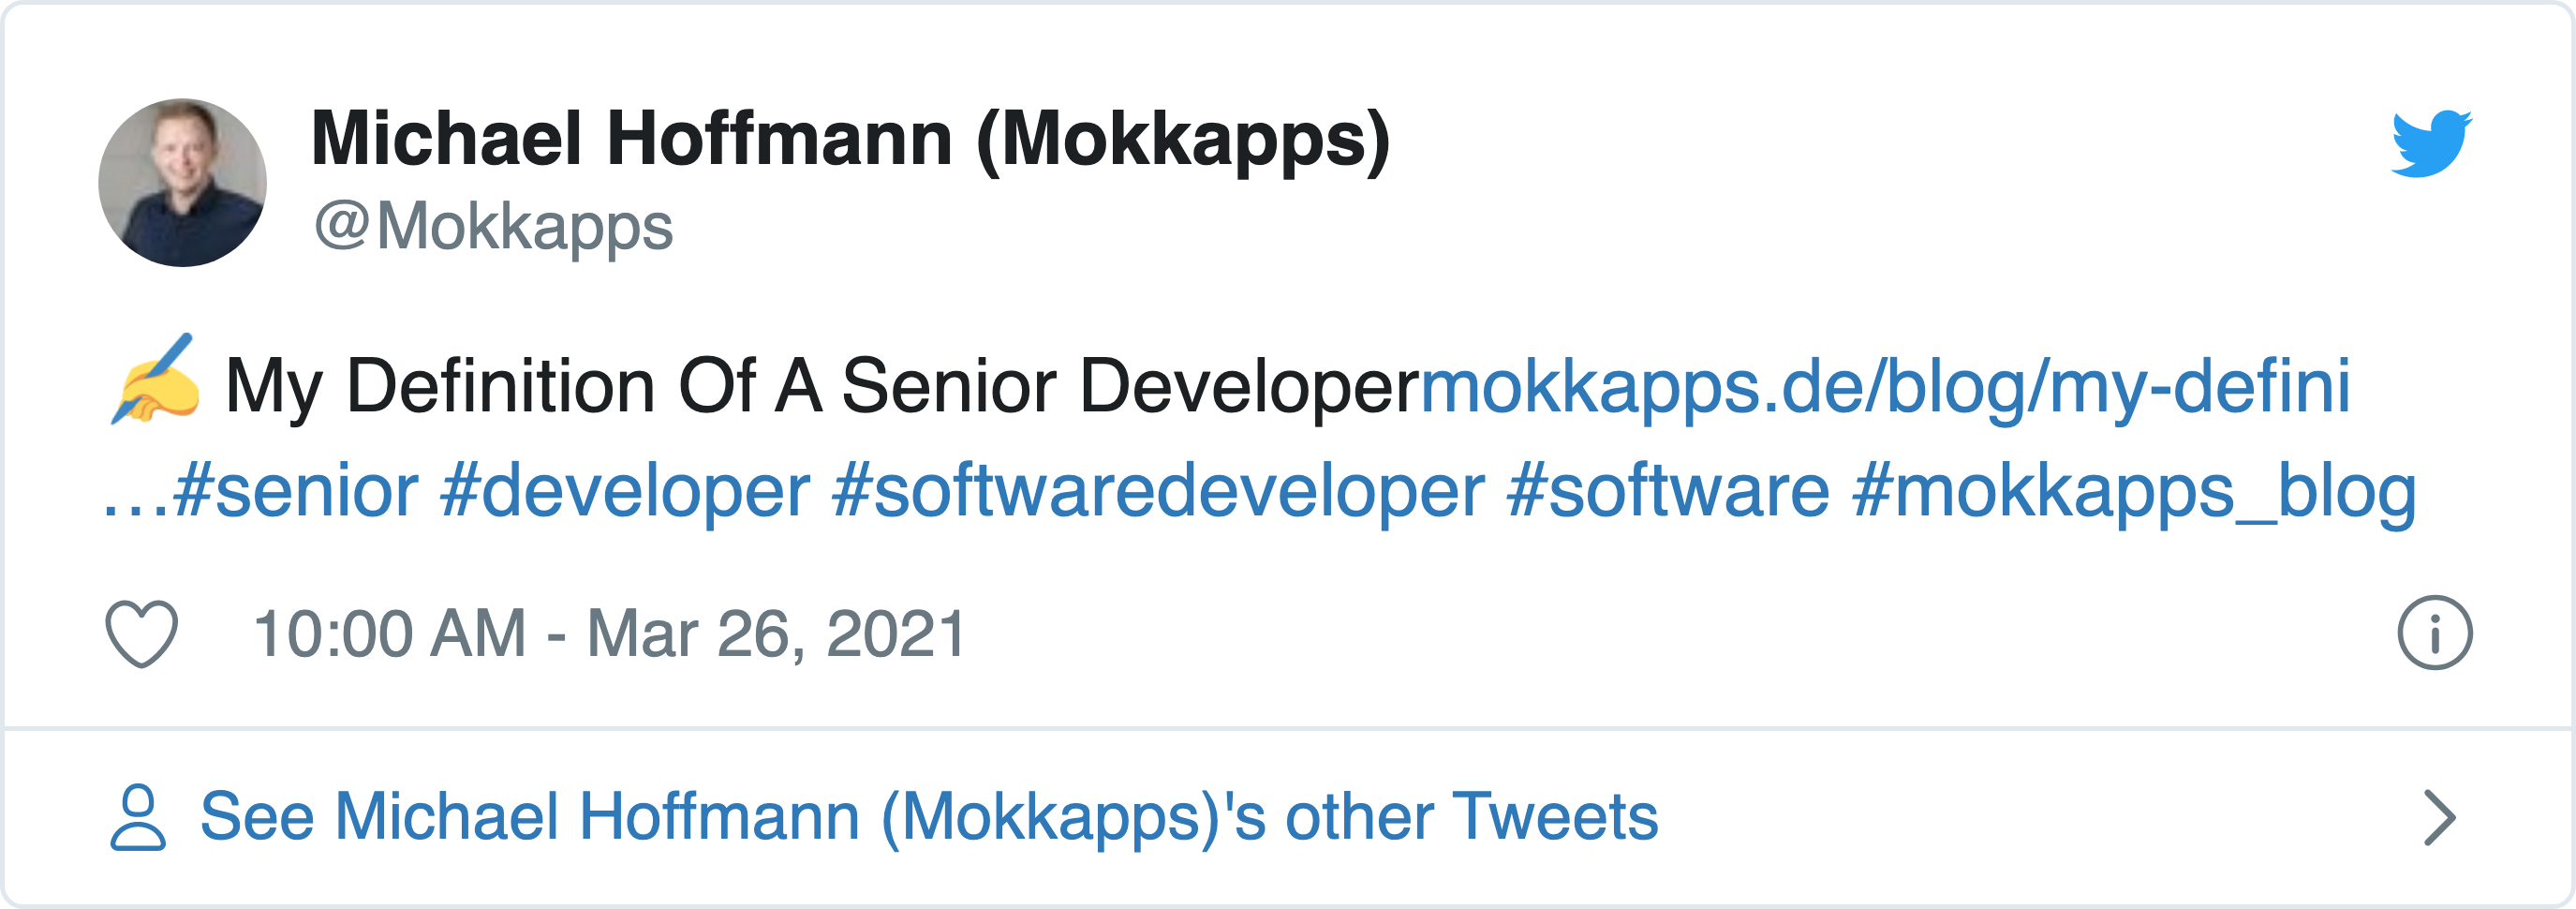 Michael Hoffmann (Mokkapps)
@Mokkapps
✍️ My Definition Of A Senior Developermokkapps.de/blog/my-defini
…#senior #developer #softwaredeveloper #software #mokkapps_blog
10:00 AM - Mar 26, 2021
See Michael Hoffmann (Mokkapps)'s other Tweets